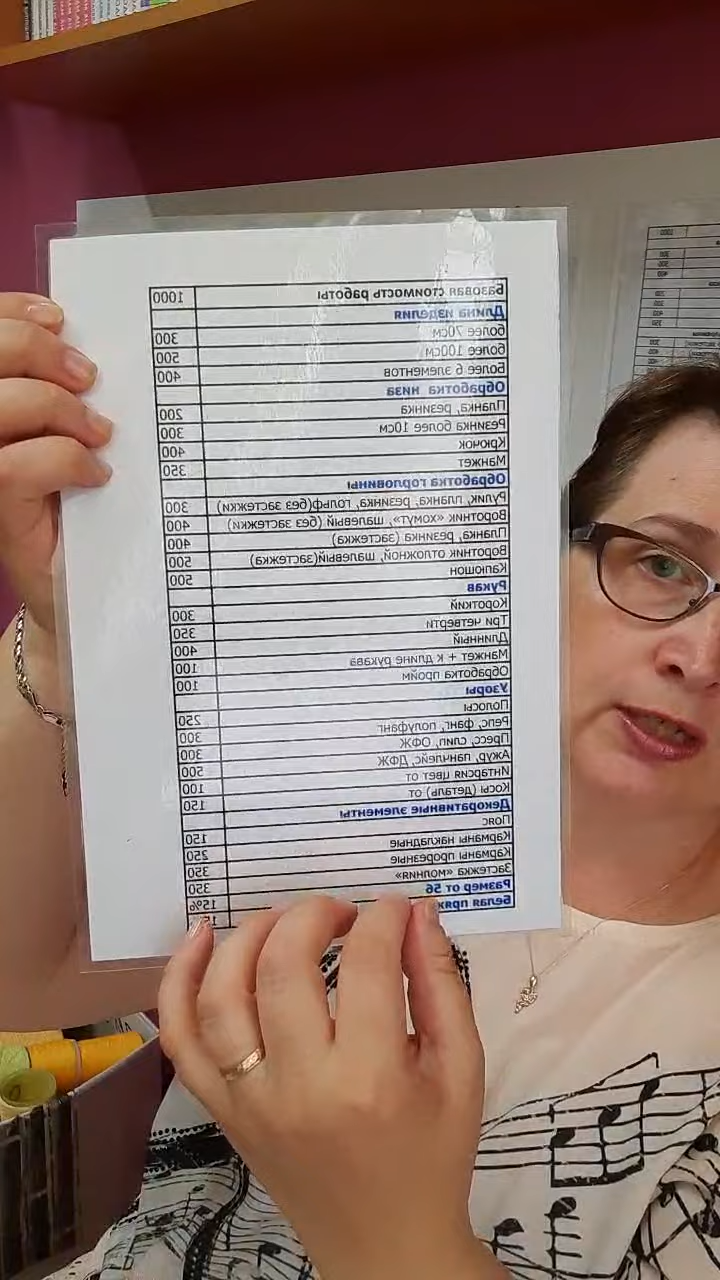 Базовая стоимость работы 1000
Длина изделия
более 70см 300
более 100см 500
Более 6 элементов 400
Обработка низа
Планка, резинка 200
Резинка более 10см 300
Крючок 400
Манжет 350
Обработка горловины
Рулик, планка, резинка, гольф(без застежки) 300
Воротник «хомут», шалевый (без застежки) 400
Планка, резинка (застежка) 400
Воротник отложной, шалевый(застежка) 500
Капюшон 500
Рукав
Короткий 300
Три четверти 350
Длинный 400
Манжет + к длине рукава 100
Обработка пройм 100
Узоры
Полосы 250
Репс, фанг, полуфанг 300
Пресс, слип, ОФЖ 300
Ажур, панчлейс, ДФЖ 500
Интарсия цвет от 100
Косы (деталь) от 150
Декоративные элементы
Пояс 150
Карманы накладные 250
Карманы прорезные 350
Застежка «молния» 350
Размер от 56 15%
Белая